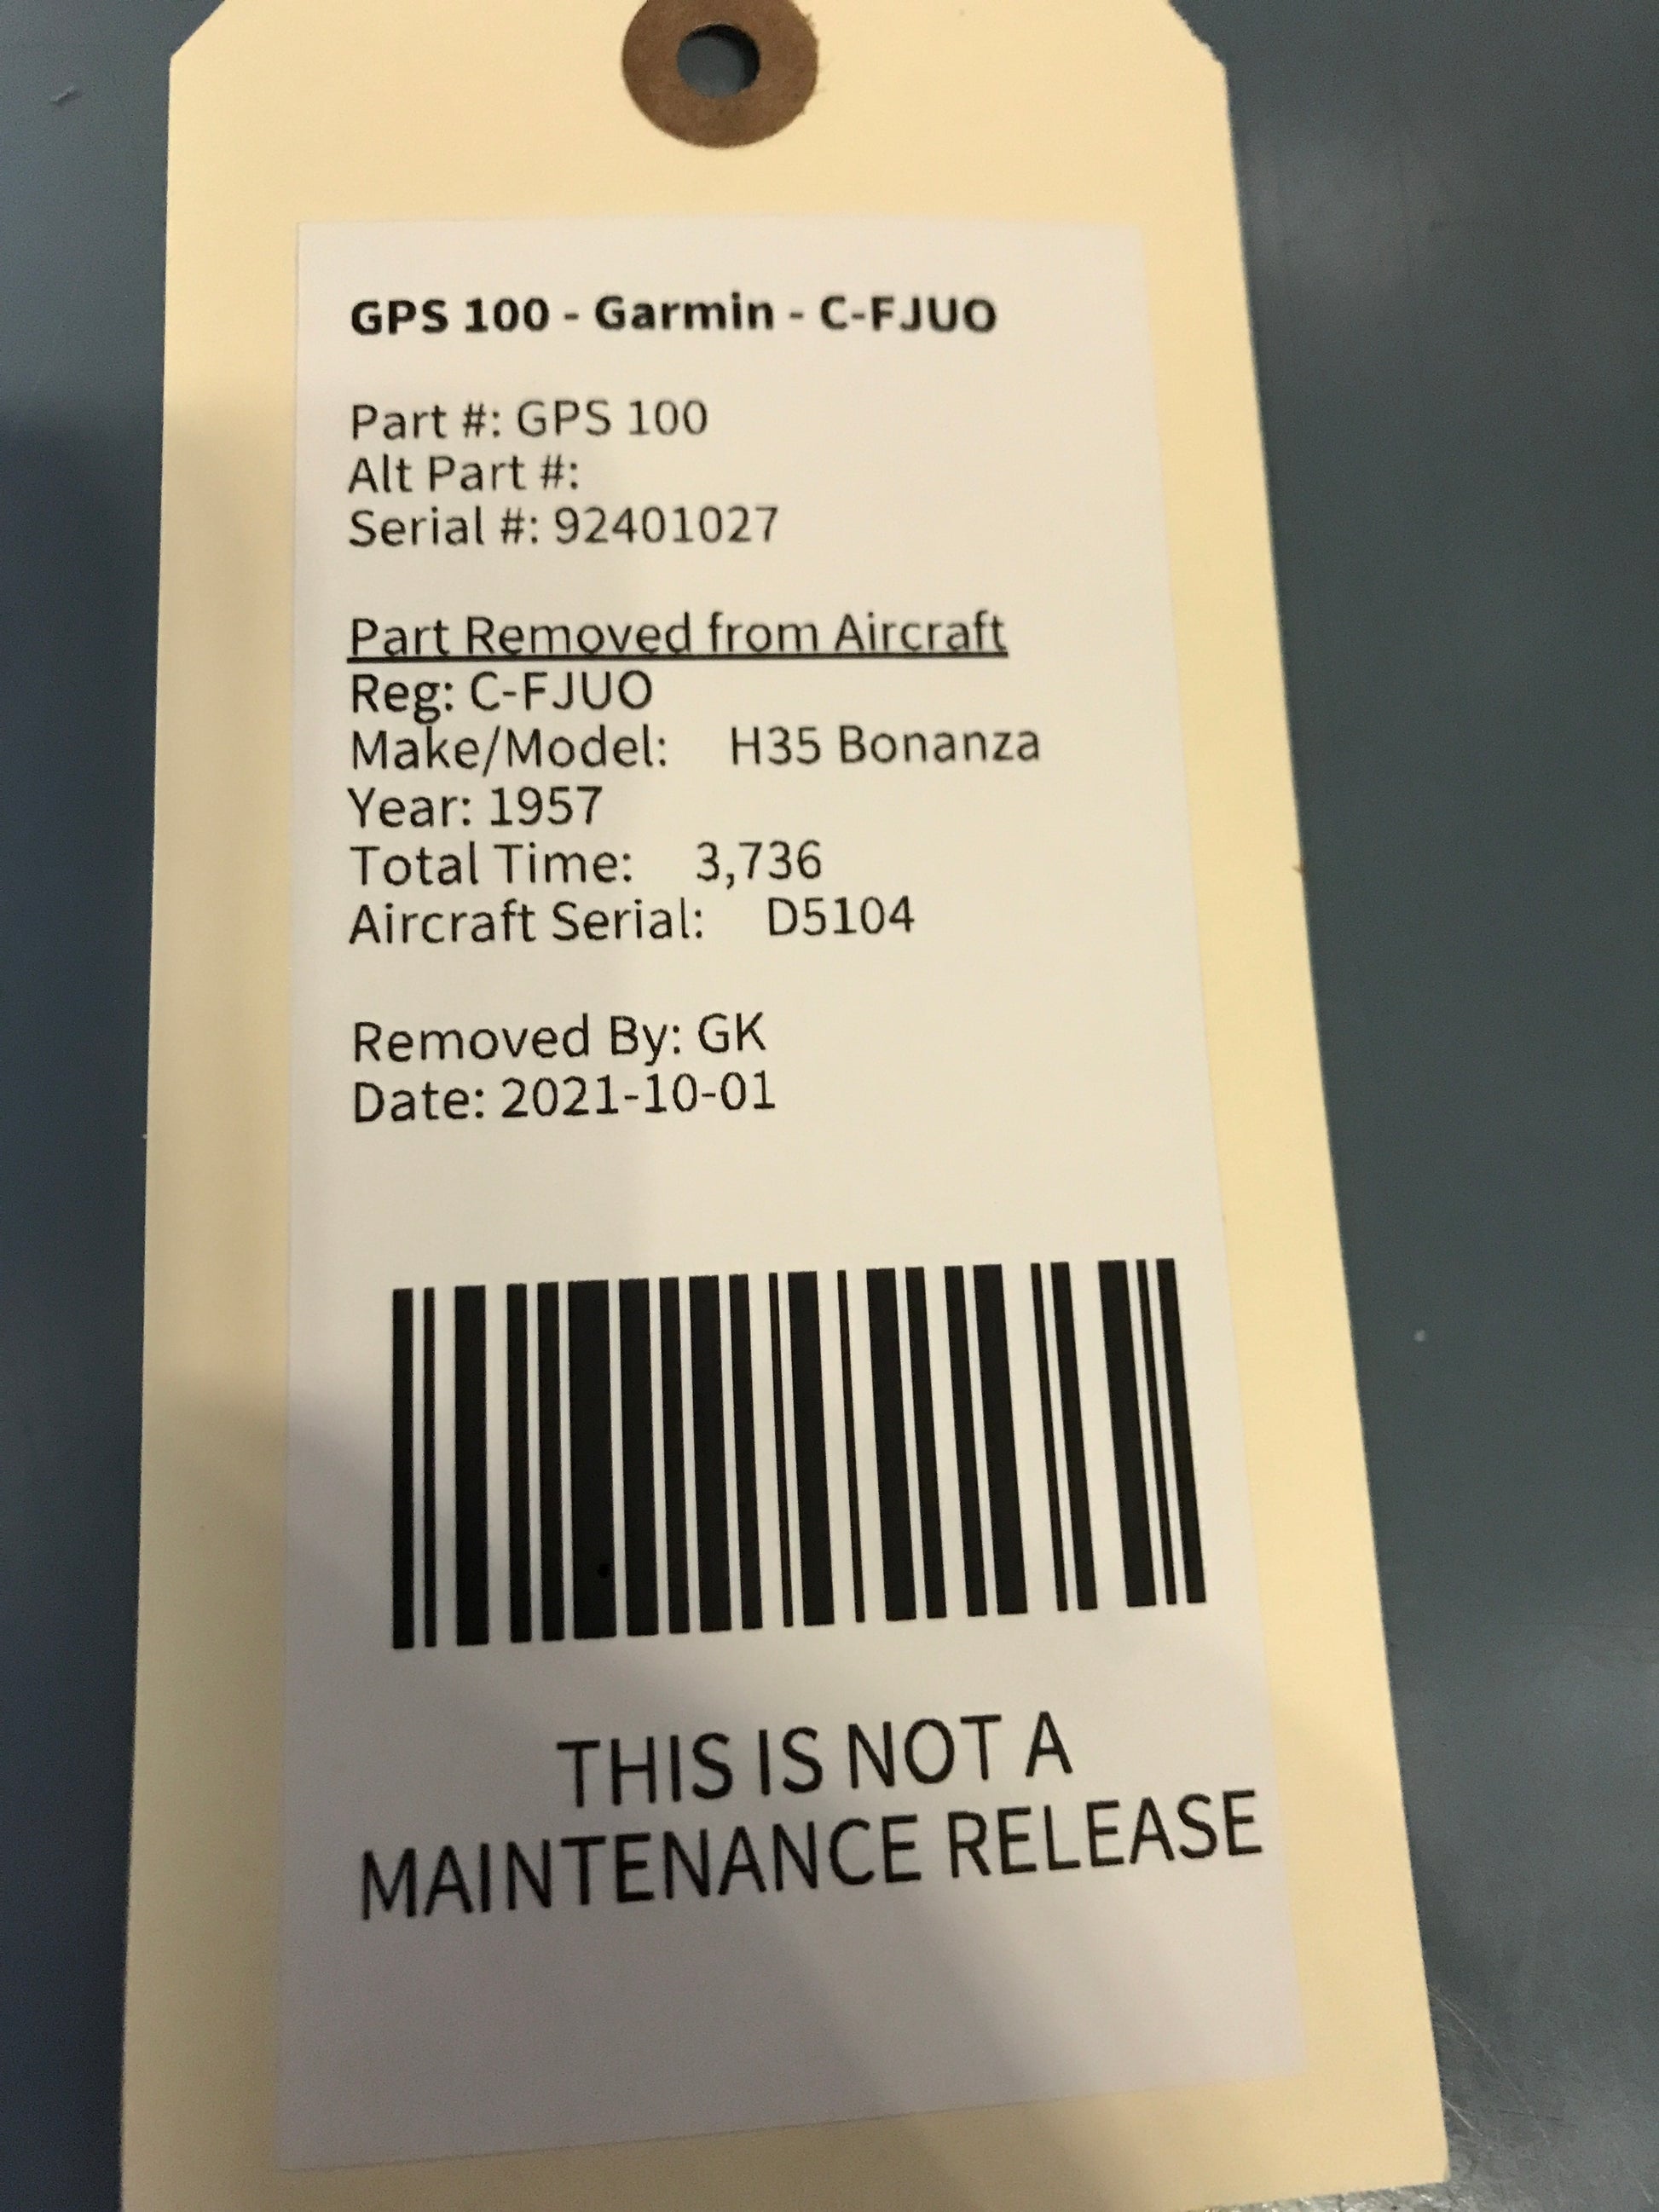 GPS 100 - Garmin - C-FJUO
Part #: GPS 100
Alt Part #:
Serial #: 92401027
Part Removed from Aircraft
Reg: C-FJUO
Make/Model: H35 Bonanza
Year: 1957
Total Time: 3,736
Aircraft Serial: D5104
Removed By: GK
Date: 2021-10-01
THIS IS NOT A
MAINTENANCE RELEASE